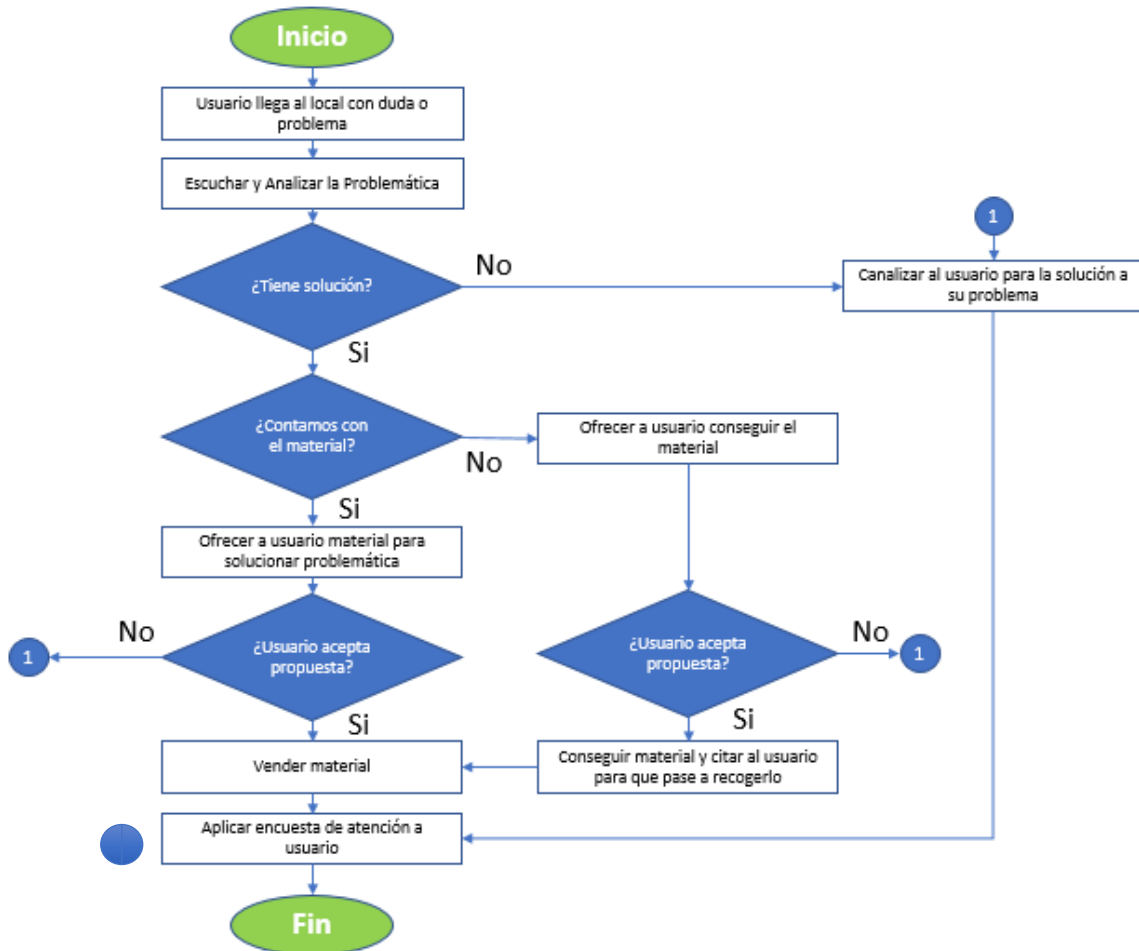 Inicio
Usuario llega al local con duda o
problema
Escuchar y Analizar la Problemática
1
¿Tiene solución?
No
Canalizar al usuario para la solución a
su problema
Si
¿Contamos con
el material?
No
Ofrecer a usuario conseguir el
material
Si
Ofrecer a usuario material para
solucionar problemática
No
1
¿Usuario acepta
propuesta?
¿Usuario acepta
propuesta?
No
1
Si
Si
Vender material
Conseguir material y citar al usuario
para que pase a recogerlo
Aplicar encuesta de atención a
usuario
Fin